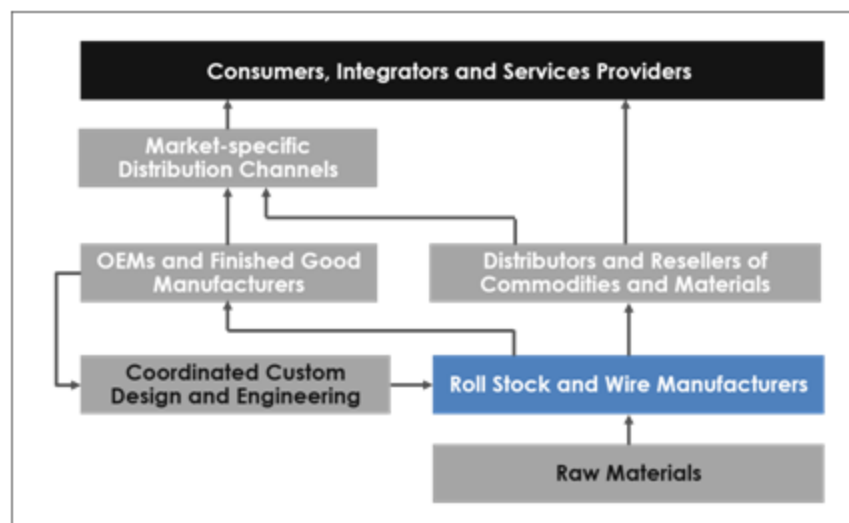 Consumers, Integrators and Services Providers
Market-specific
Distribution Channels
OEMs and Finished Good
Manufacturers
Distributors and Resellers of
Commodities and Materials
Coordinated Custom
Design and Engineering
Roll Stock and Wire Manufacturers
Raw Materials